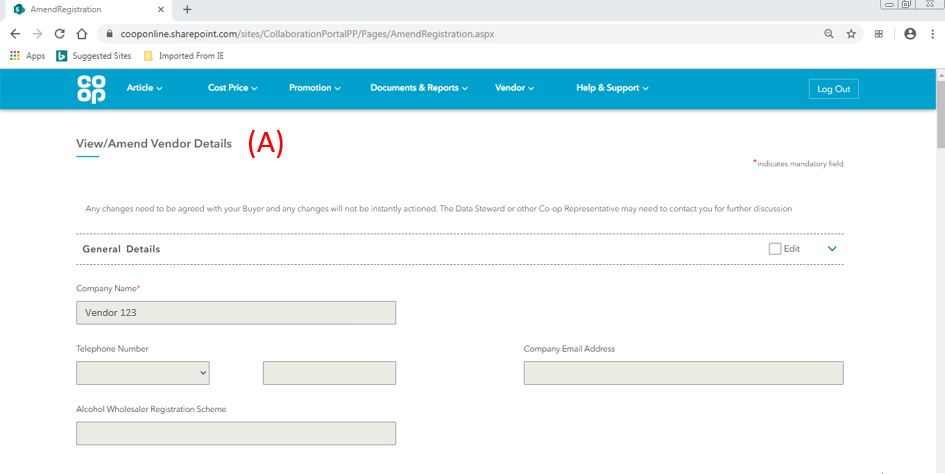 AmendRegistration
cooponline.sharepoint.com/sites/CollaborationPortalPP/Pages/AmendRegistration.aspx
Apps Suggested Sites Imported From IE
CO
OP
Article Cost Price Promotion Documents & Reports Vendor Help & Support Log Out
View/Amend Vendor Details (A)
*indicates mandatory field
Any changes need to be agreed with your Buyer and any changes will not be instantly actioned. The Data Steward or other Co-op Representative may need to contact you for further discussion
General Details Edit
Company Name*
Vendor 123
Telephone Number Company Email Address
Alcohol Wholesaler Registration Scheme